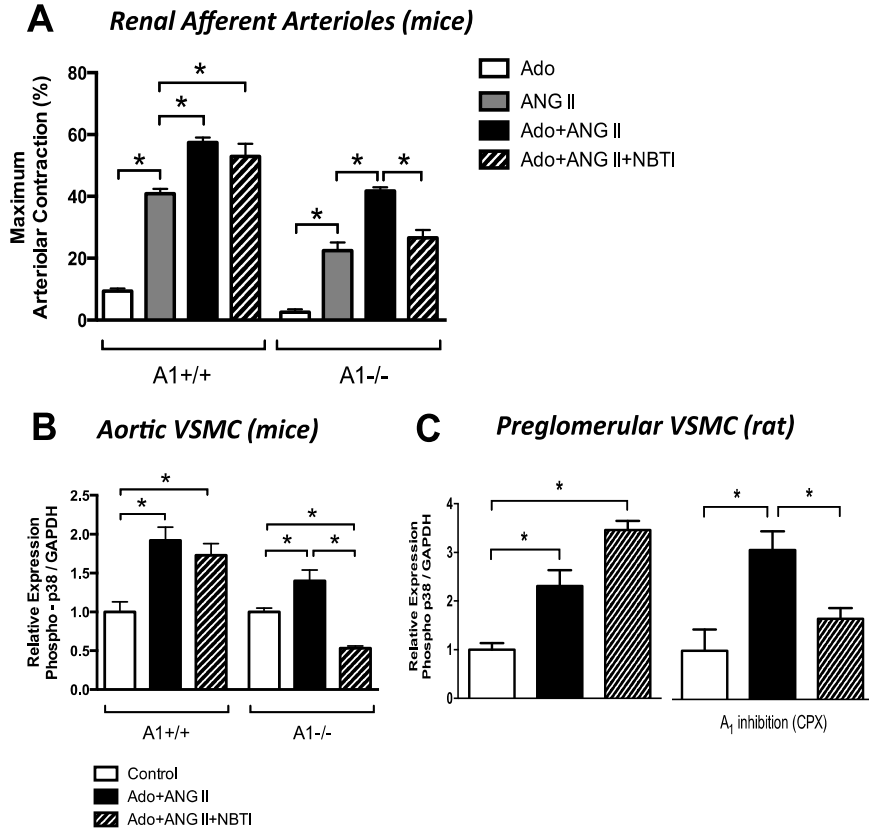 A
Renal Afferent Arterioles (mice)
Maximum
Arteriolar Contraction (%)
80
60
40
20
0
*
*
*
*
*
*
A1+/+
A1-/-
Ado
ANG II
Ado+ANG II
Ado+ANG II+NBTI
B
Aortic VSMC (mice)
Relative Expression
Phospho - p38 / GAPDH
2.5
2.0
1.5
1.0
0.5
0.0
*
*
*
*
*
A1+/+
A1-/-
Control
Ado+ANG II
Ado+ANG II+NBTI
C
Preglomerular VSMC (rat)
Relative Expression
Phospho p38 / GAPDH
4
3
2
1
0
*
*
*
*
A₁ inhibition (CPX)